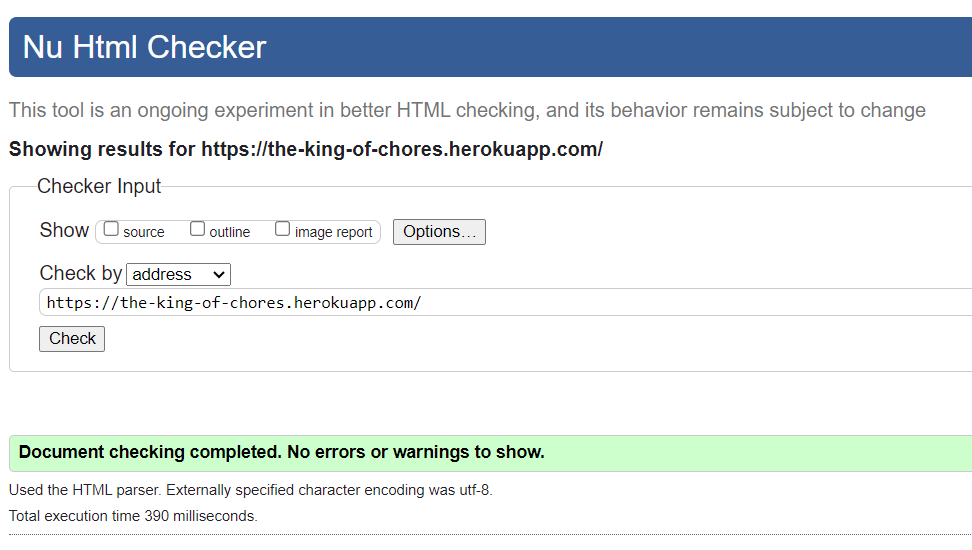 Nu Html Checker
This tool is an ongoing experiment in better HTML checking, and its behavior remains subject to change
Showing results for https://the-king-of-chores.herokuapp.com/
Checker Input
Show source outline image report Options…
Check by address
https://the-king-of-chores.herokuapp.com/
Check
Document checking completed. No errors or warnings to show.
Used the HTML parser. Externally specified character encoding was utf-8.
Total execution time 390 milliseconds.